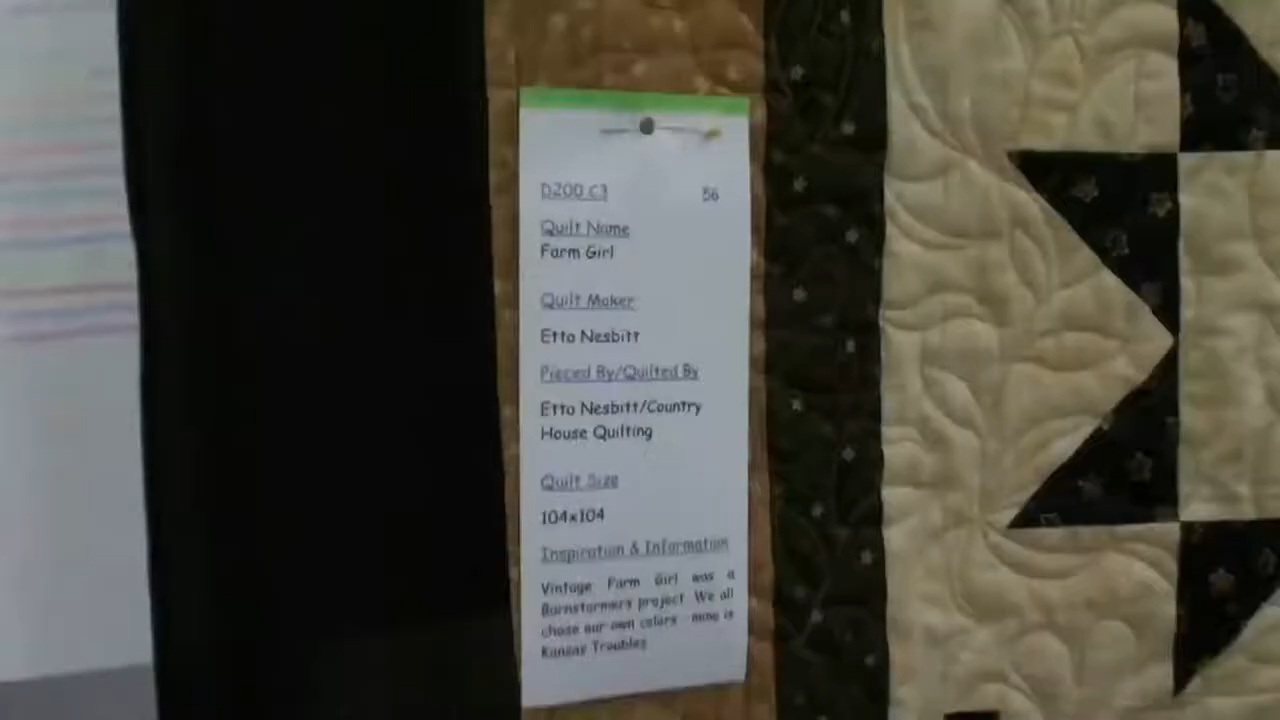 D200 C3 56
Quilt Name
Farm Girl
Quilt Maker
Etta Nesbitt
Pieced By/Quilted By
Etta Nesbitt/Country
House Quilting
Quilt Size
104x104
Inspiration & Information
Vintage Farm Girl was a
Barnstormers project. We all
chose our own colors - mine is
Kansas Troubles